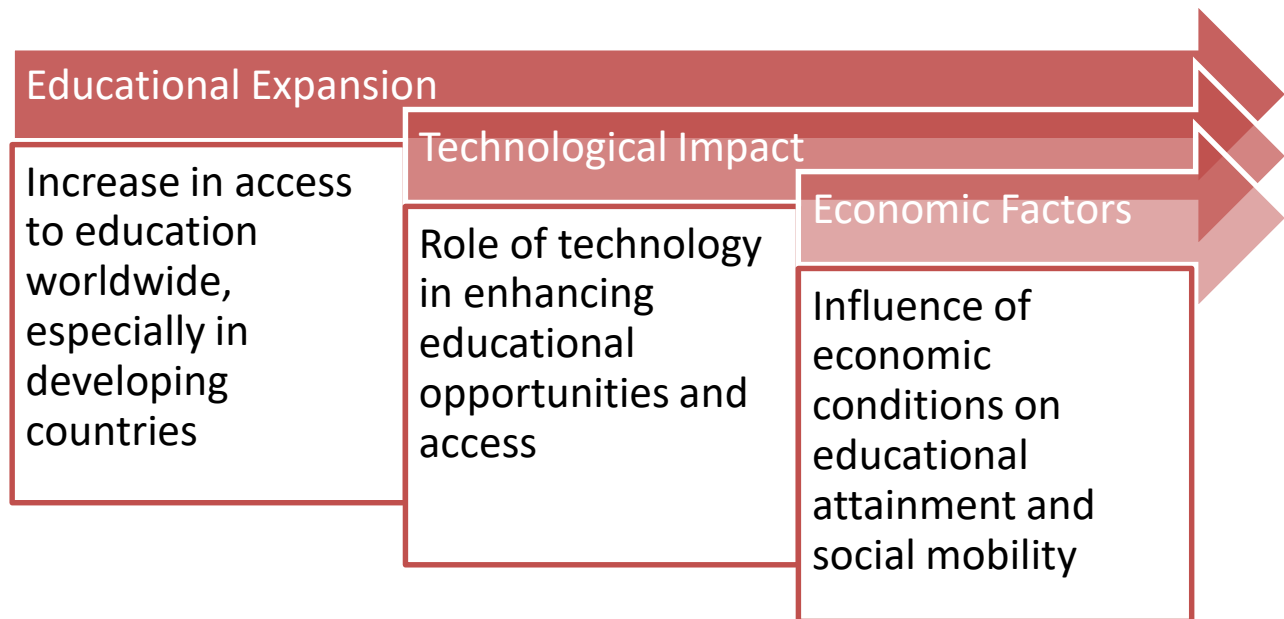 Educational Expansion
Increase in access
to education
worldwide,
especially in
developing
countries
Technological Impact
Role of technology
in enhancing
educational
opportunities and
access
Economic Factors
Influence of
economic
conditions on
educational
attainment and
social mobility